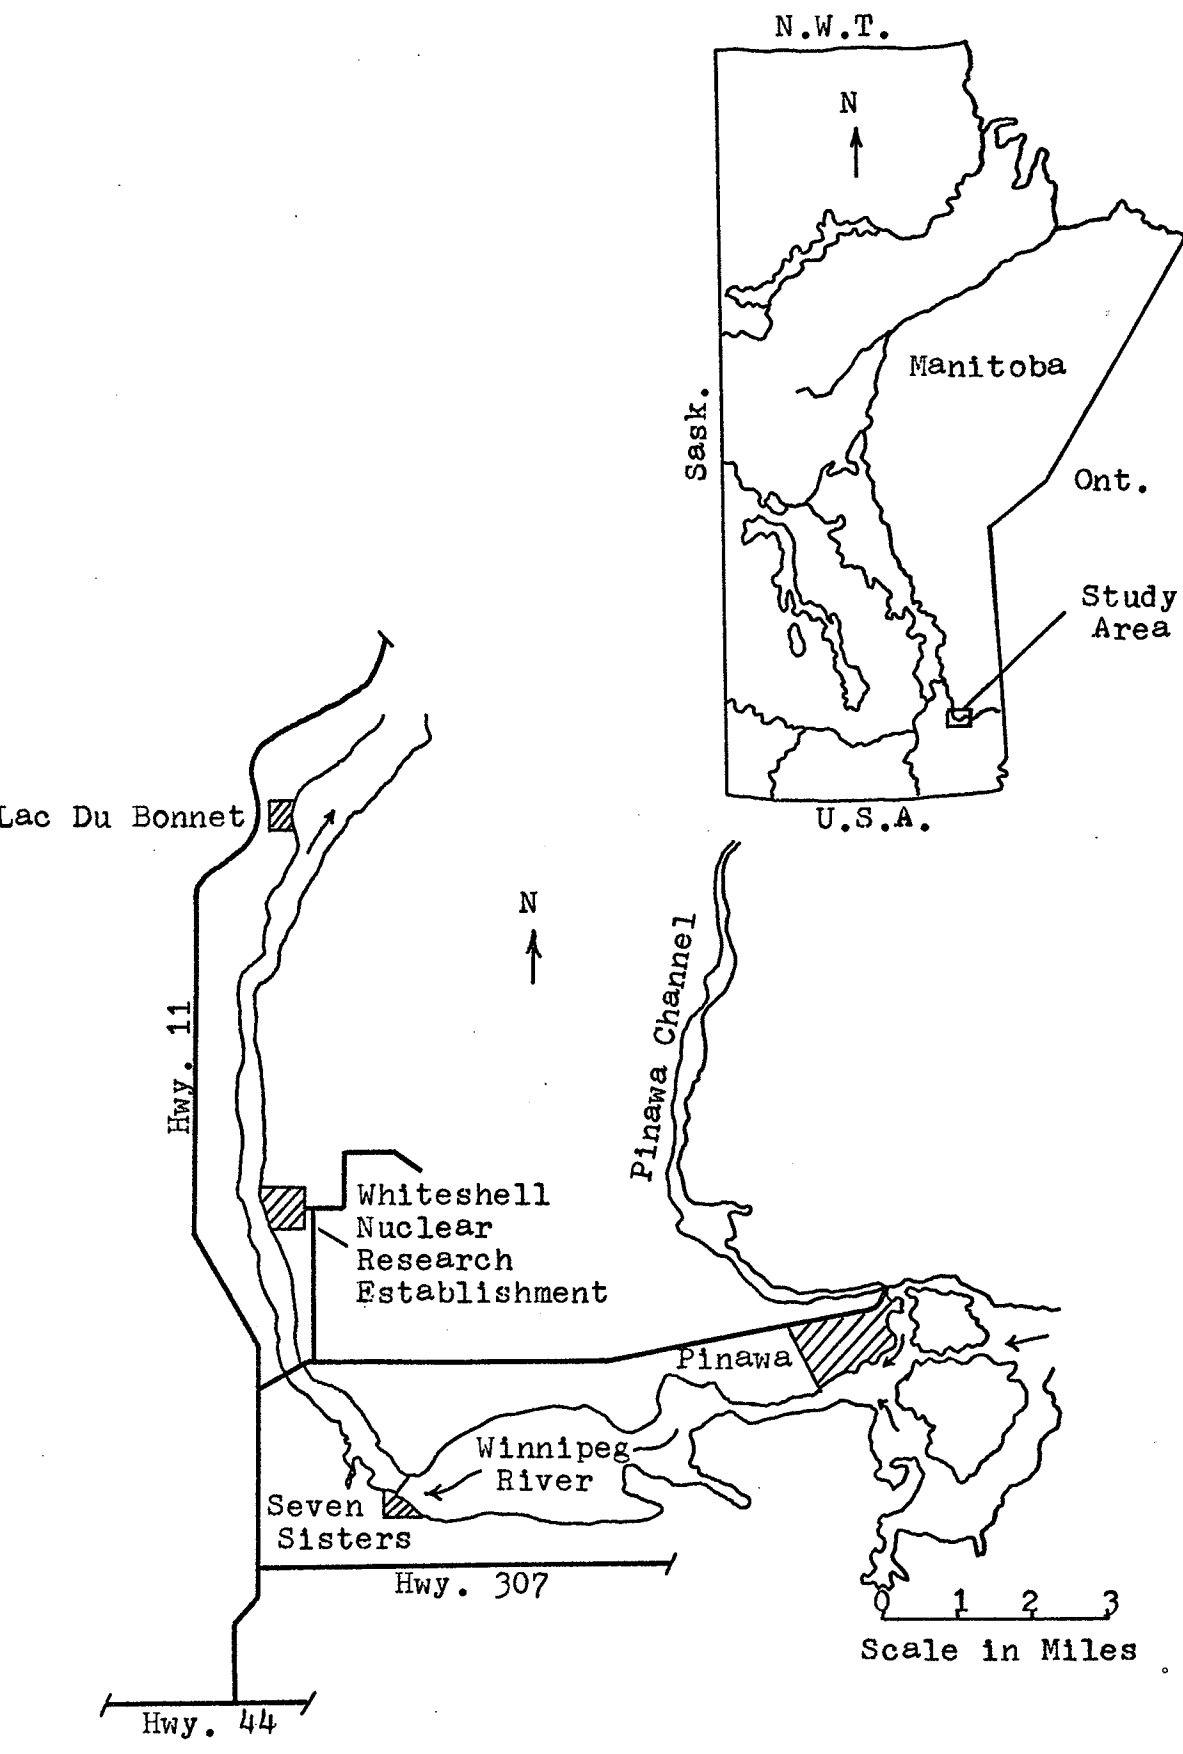 N.W.T.
N
Manitoba
Sask.
Ont.
Study
Area
U.S.A.
Lac Du Bonnet
N
Hwy. 11
Pinawa Channel
Whiteshell
Nuclear
Research
Establishment
Pinawa
Winnipeg
River
Seven
Sisters
Hwy. 307
0 1 2 3
Scale in Miles
Hwy. 44